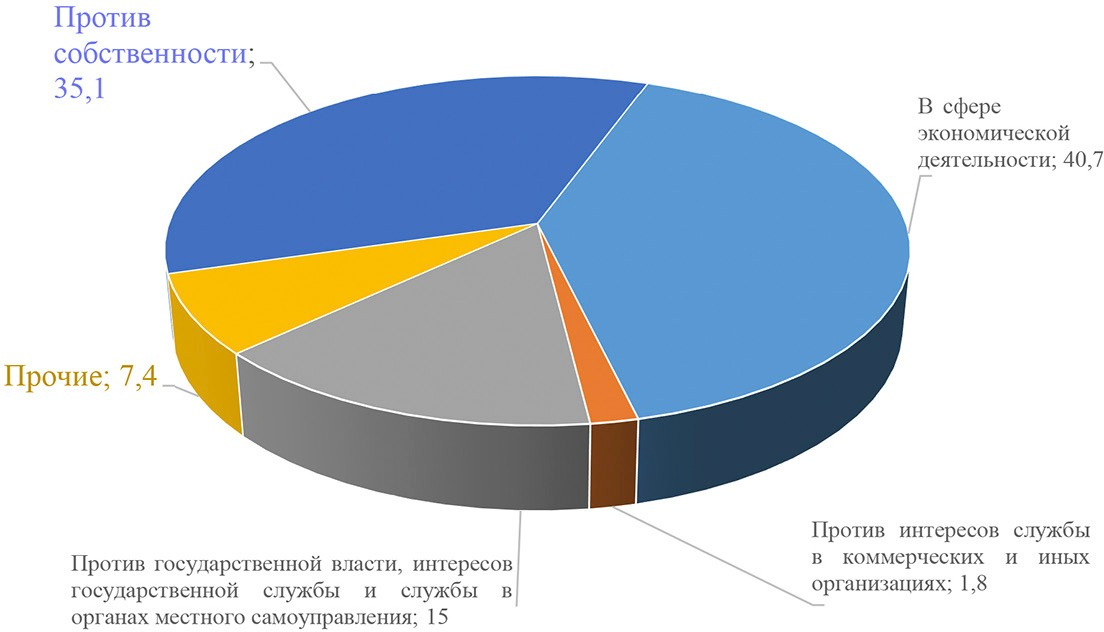 Против
собственности;
35,1
В сфере
экономической
деятельности; 40,7
Прочие; 7,4
Против государственной власти, интересов
государственной службы и службы в
органах местного самоуправления; 15
Против интересов службы
в коммерческих и иных
организациях; 1,8